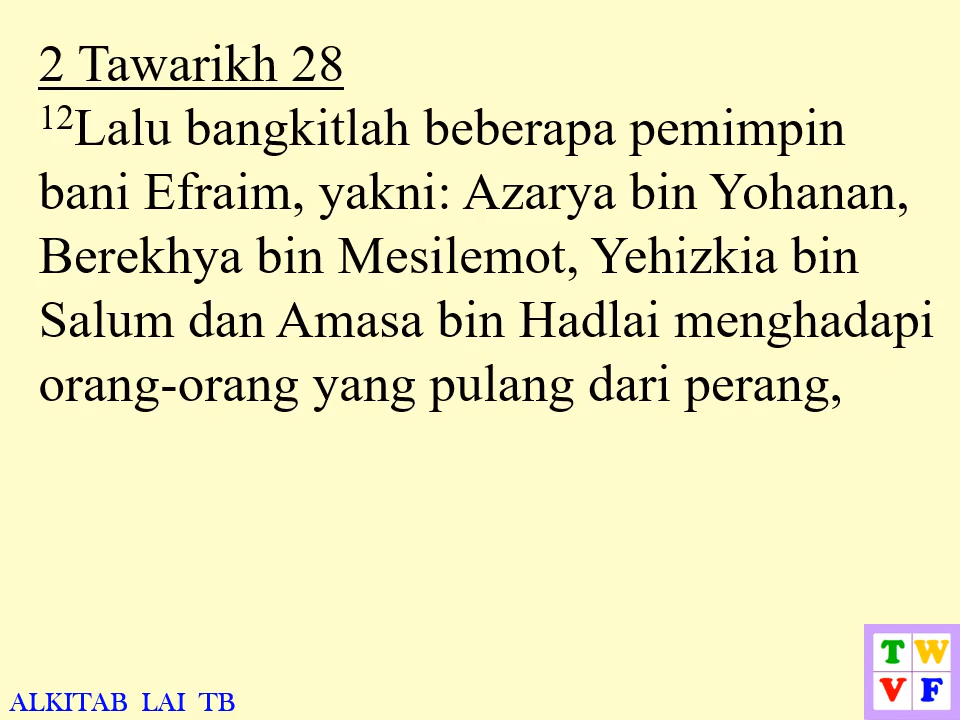 2 Tawarikh 28
12Lalu bangkitlah beberapa pemimpin
bani Efraim, yakni: Azarya bin Yohanan,
Berekhya bin Mesilemot, Yehizkia bin
Salum dan Amasa bin Hadlai menghadapi
orang-orang yang pulang dari perang,
T W
V F
ALKITAB LAI TB